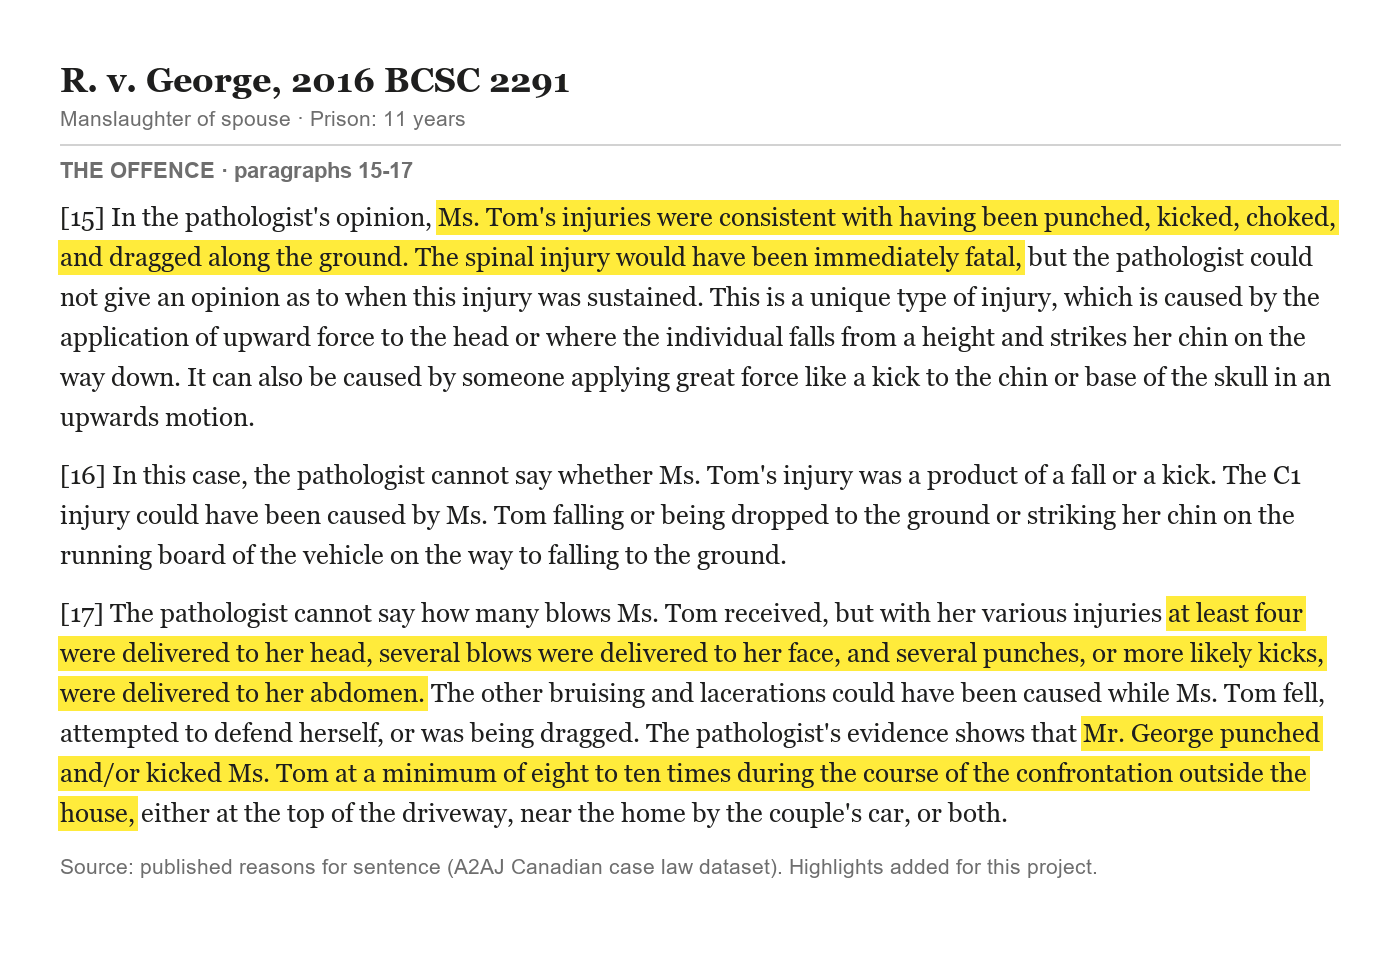 R. v. George, 2016 BCSC 2291
Manslaughter of spouse · Prison: 11 years
THE OFFENCE · paragraphs 15-17
[15] In the pathologist's opinion, Ms. Tom's injuries were consistent with having been punched, kicked, choked,
and dragged along the ground. The spinal injury would have been immediately fatal, but the pathologist could
not give an opinion as to when this injury was sustained. This is a unique type of injury, which is caused by the
application of upward force to the head or where the individual falls from a height and strikes her chin on the
way down. It can also be caused by someone applying great force like a kick to the chin or base of the skull in an
upwards motion.
[16] In this case, the pathologist cannot say whether Ms. Tom's injury was a product of a fall or a kick. The C1
injury could have been caused by Ms. Tom falling or being dropped to the ground or striking her chin on the
running board of the vehicle on the way to falling to the ground.
[17] The pathologist cannot say how many blows Ms. Tom received, but with her various injuries at least four
were delivered to her head, several blows were delivered to her face, and several punches, or more likely kicks,
were delivered to her abdomen. The other bruising and lacerations could have been caused while Ms. Tom fell,
attempted to defend herself, or was being dragged. The pathologist's evidence shows that Mr. George punched
and/or kicked Ms. Tom at a minimum of eight to ten times during the course of the confrontation outside the
house, either at the top of the driveway, near the home by the couple's car, or both.
Source: published reasons for sentence (A2AJ Canadian case law dataset). Highlights added for this project.